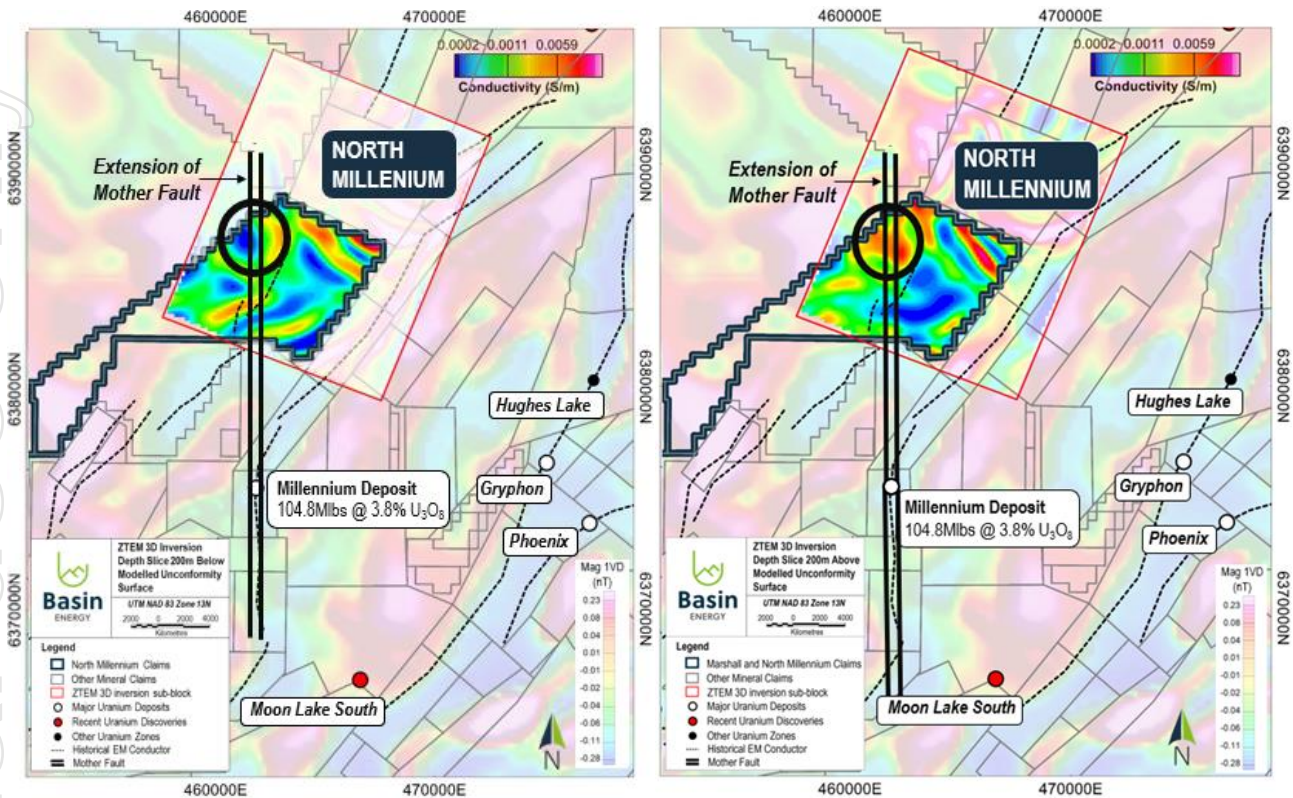 460000E
470000E
0.0002
0.0011
0.0059
Conductivity (S/m)
6390000N
6380000N
6370000N
Extension of
Mother Fault
NORTH
MILLENIUM
Hughes Lake
Gryphon
Phoenix
Millennium Deposit
104.8Mlbs @ 3.8% U₃O₈
Moon Lake South
Basin
ENERGY
ZTEM 3D Inversion
Depth Slice 200m Below
Modelled Unconformity
Surface
UTM NAD 83 Zone 13N
2000 0 2000 4000
Kilometres
Legend
North Millennium Claims
Other Mineral Claims
ZTEM 3D inversion sub-block
Major Uranium Deposits
Recent Uranium Discoveries
Other Uranium Zones
Historical EM Conductor
Mother Fault
Mag 1VD
(nT)
0.23
0.08
0.04
0.01
-0.01
-0.02
-0.04
-0.06
-0.11
-0.28
N
460000E
470000E
460000E
470000E
0.0002
0.0011
0.0059
Conductivity (S/m)
6390000N
6380000N
6370000N
Extension of
Mother Fault
NORTH
MILLENNIUM
Hughes Lake
Gryphon
Phoenix
Millennium Deposit
104.8Mlbs @ 3.8% U₃O₈
Moon Lake South
Basin
ENERGY
ZTEM 3D Inversion
Depth Slice 200m Above
Modelled Unconformity
Surface
UTM NAD 83 Zone 13N
2000 0 2000 4000
Kilometres
Legend
Marshall and North Millennium Claims
Other Mineral Claims
ZTEM 3D inversion sub-block
Major Uranium Deposits
Recent Uranium Discoveries
Other Uranium Zones
Historical EM Conductor
Mother Fault
Mag 1VD
(nT)
0.23
0.08
0.04
0.01
-0.01
-0.02
-0.04
-0.06
-0.11
-0.28
N
460000E
470000E